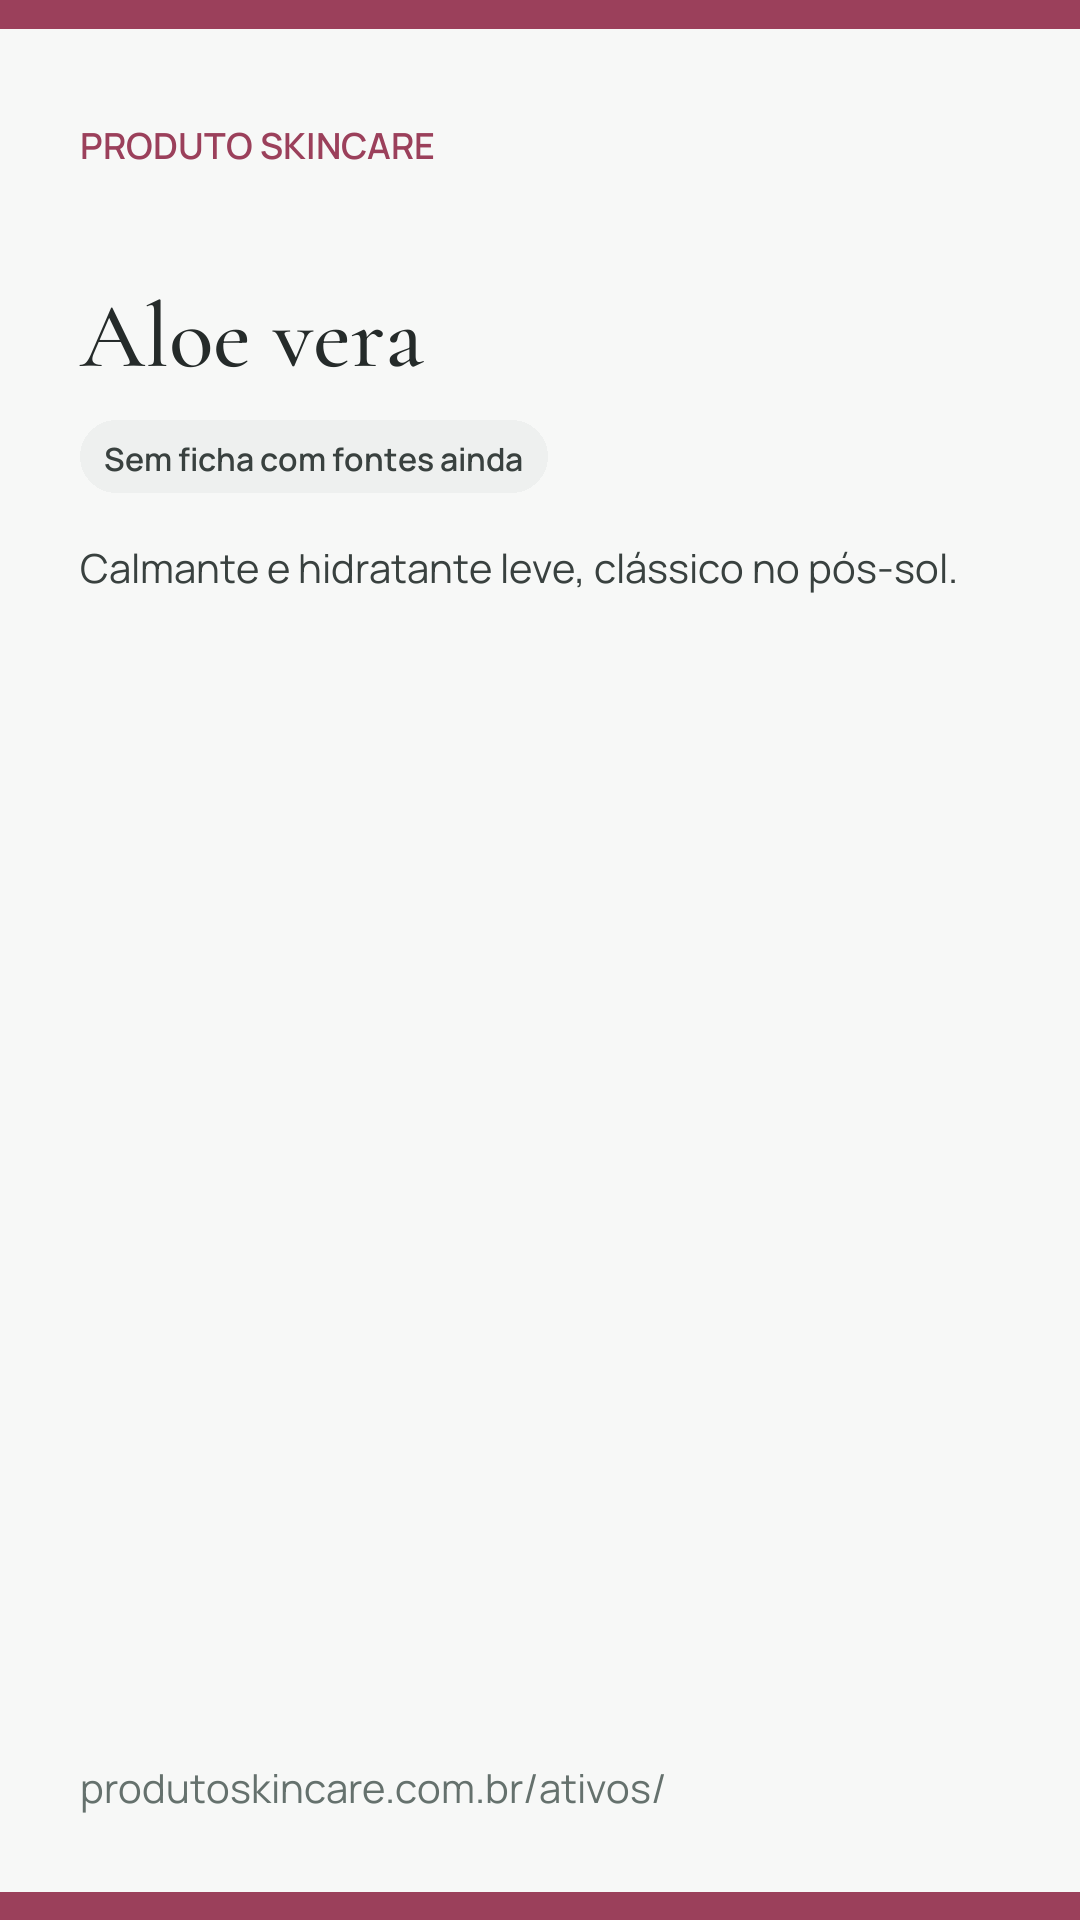 PRODUTO SKINCARE
Aloe vera
Sem ficha com fontes ainda
Calmante e hidratante leve, clássico no pós-sol.
produtoskincare.com.br/ativos/